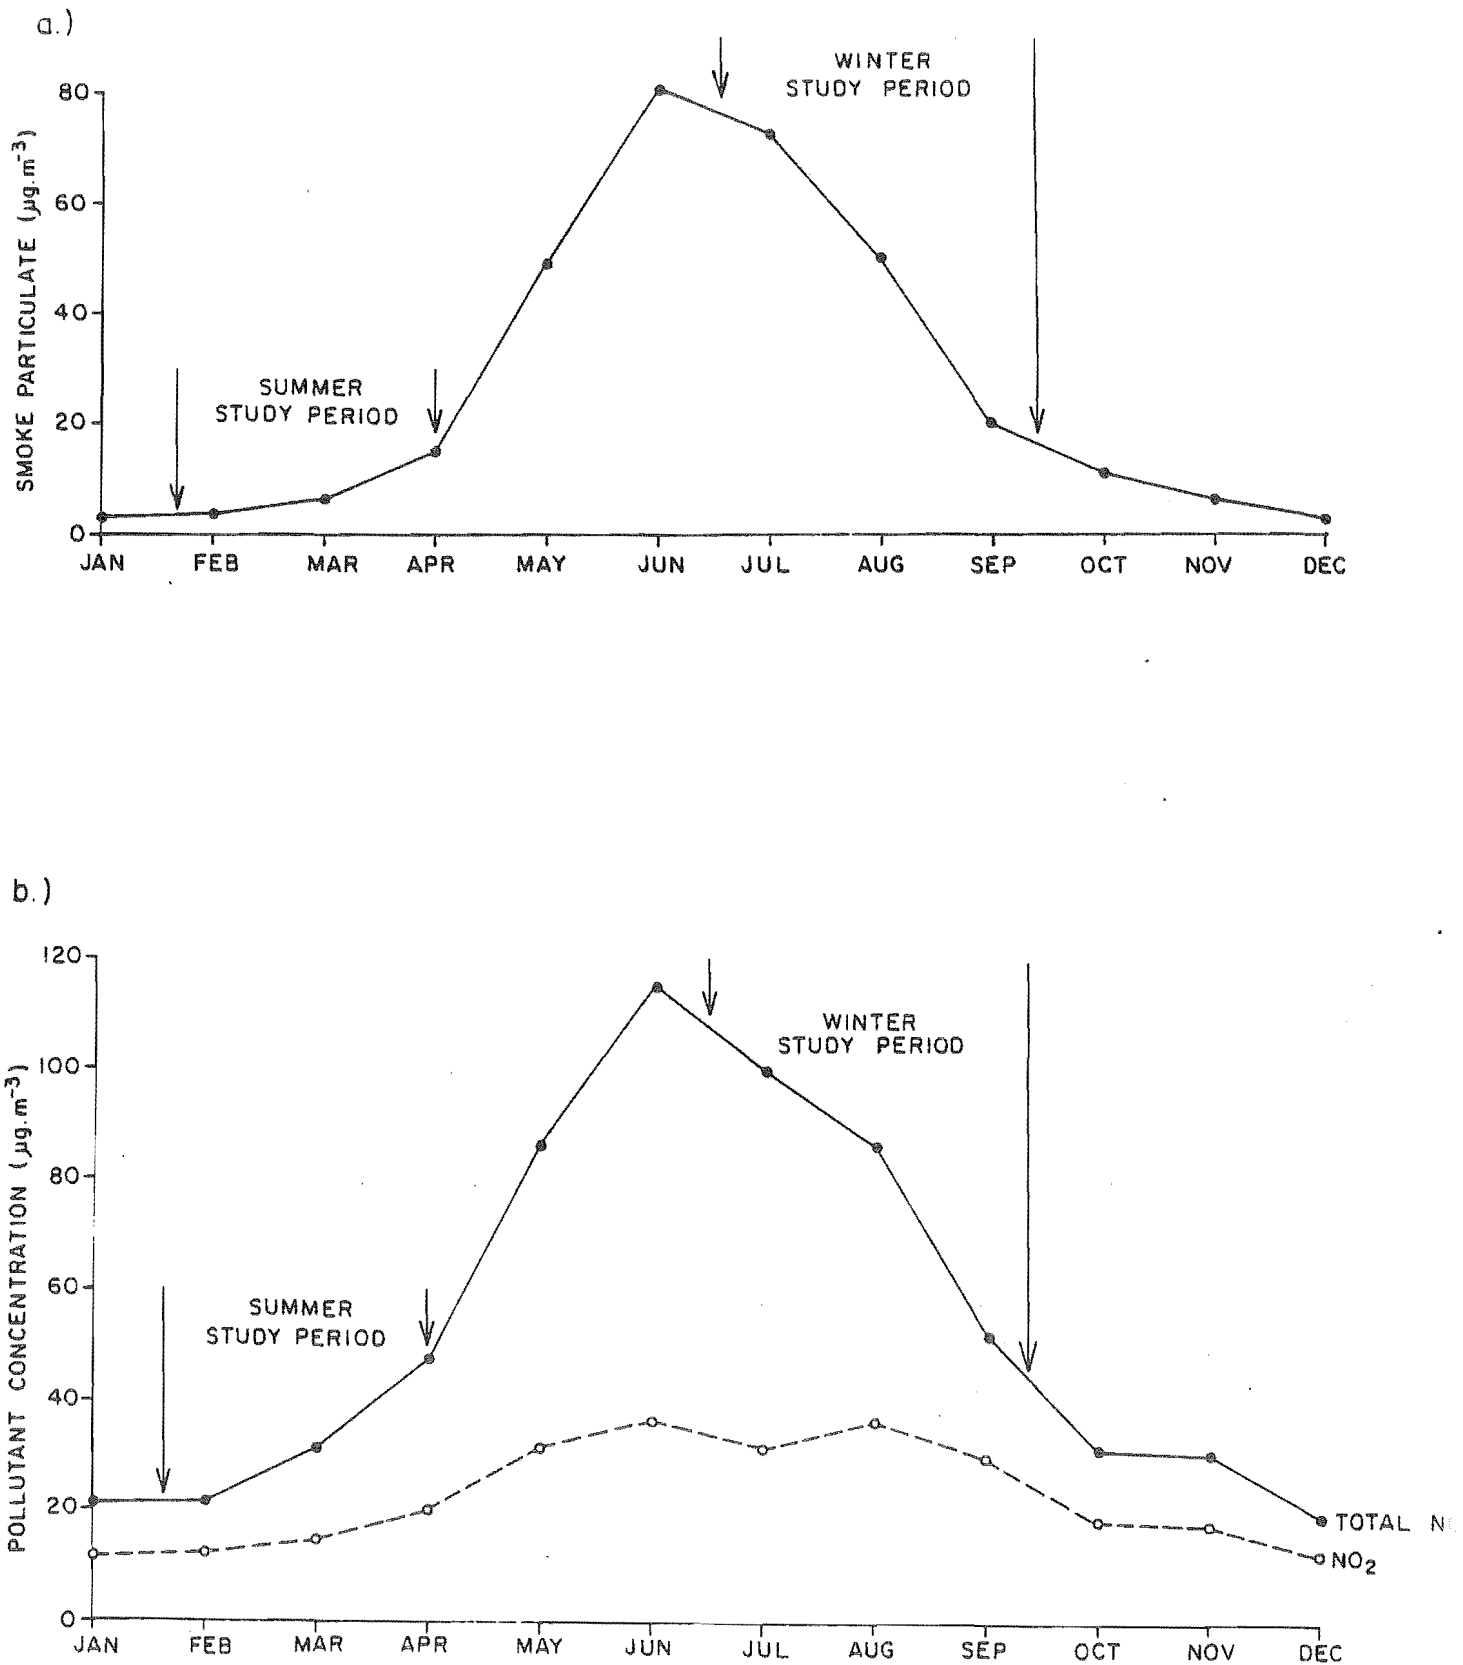 a.)
WINTER
STUDY PERIOD
80
60
40
20
0
SMOKE PARTICULATE (µg.m⁻³)
SUMMER
STUDY PERIOD
JAN FEB MAR APR MAY JUN JUL AUG SEP OCT NOV DEC
b.)
120
100
80
60
40
20
0
POLLUTANT CONCENTRATION (µg.m⁻³)
WINTER
STUDY PERIOD
SUMMER
STUDY PERIOD
TOTAL
NO₂
JAN FEB MAR APR MAY JUN JUL AUG SEP OCT NOV DEC